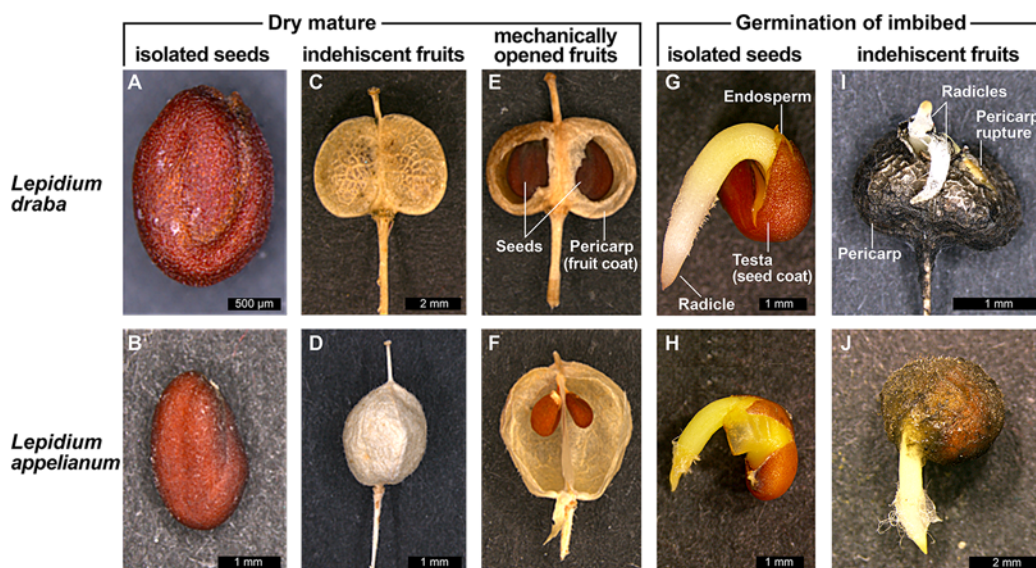 Dry mature
Germination of imbibed
isolated seeds
indehiscent fruits
mechanically
opened fruits
isolated seeds
indehiscent fruits
Lepidium
draba
A
500 µm
C
2 mm
E
Seeds
Pericarp
(fruit coat)
G
Endosperm
Testa
(seed coat)
Radicle
1 mm
I
Radicles
Pericarp
rupture
Pericarp
1 mm
Lepidium
appelianum
B
1 mm
D
F
H
1 mm
J
2 mm